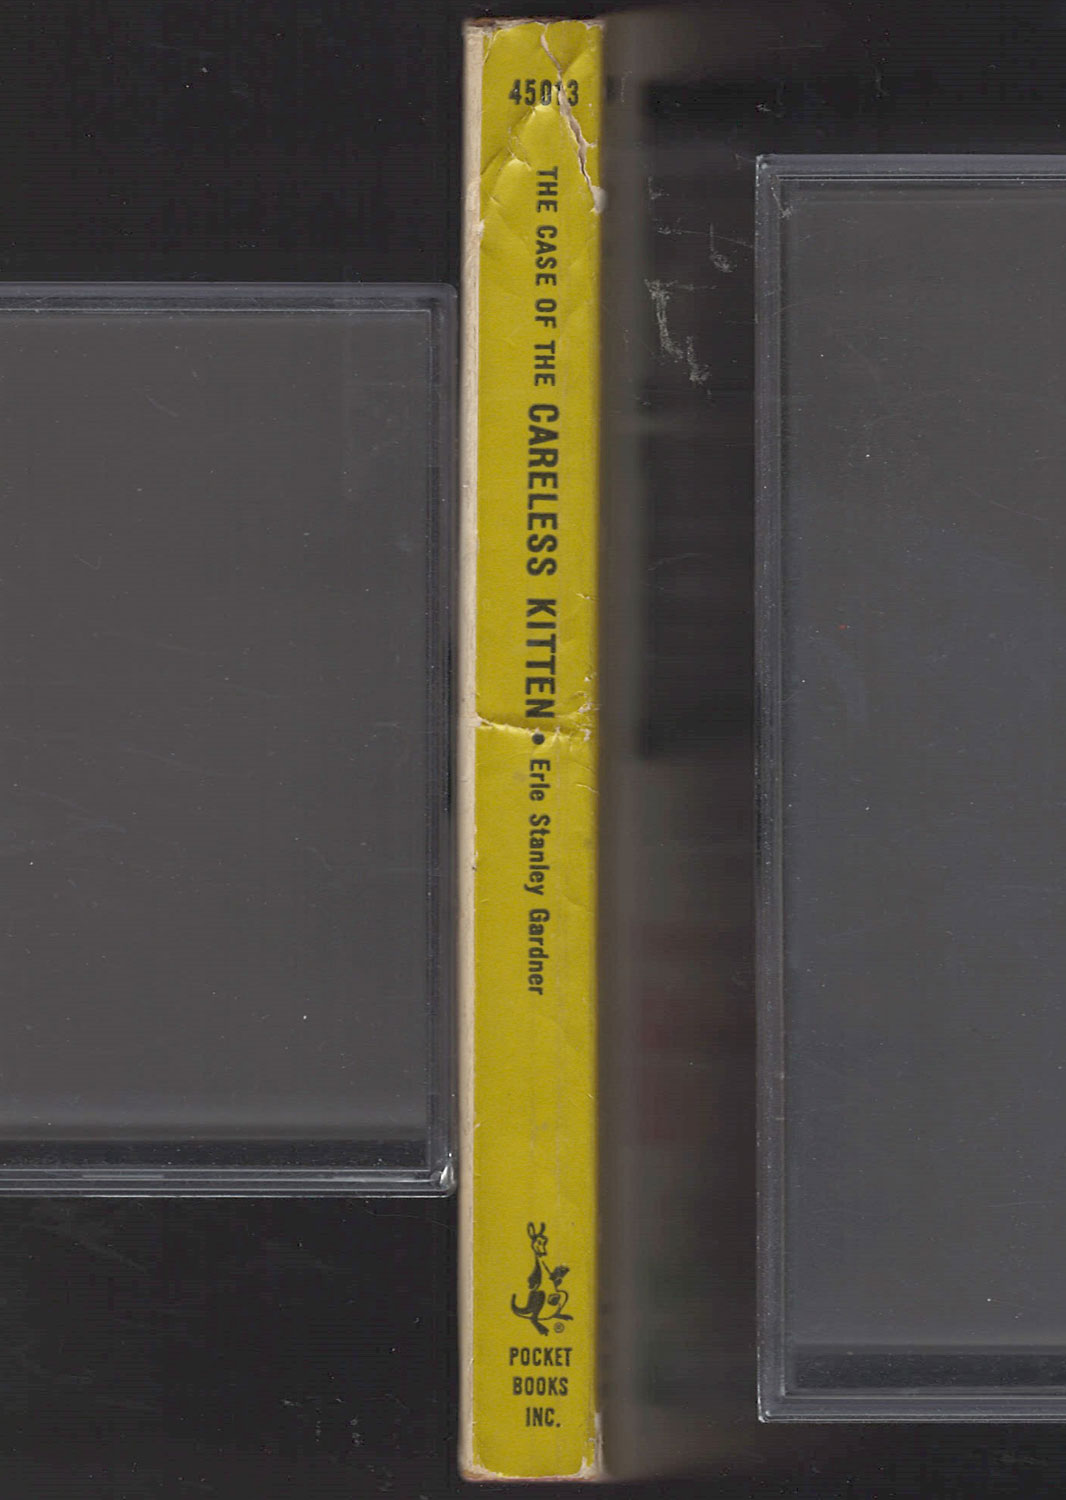 45013
THE CASE OF THE CARELESS KITTEN • Erle Stanley Gardner
®
POCKET
BOOKS
INC.